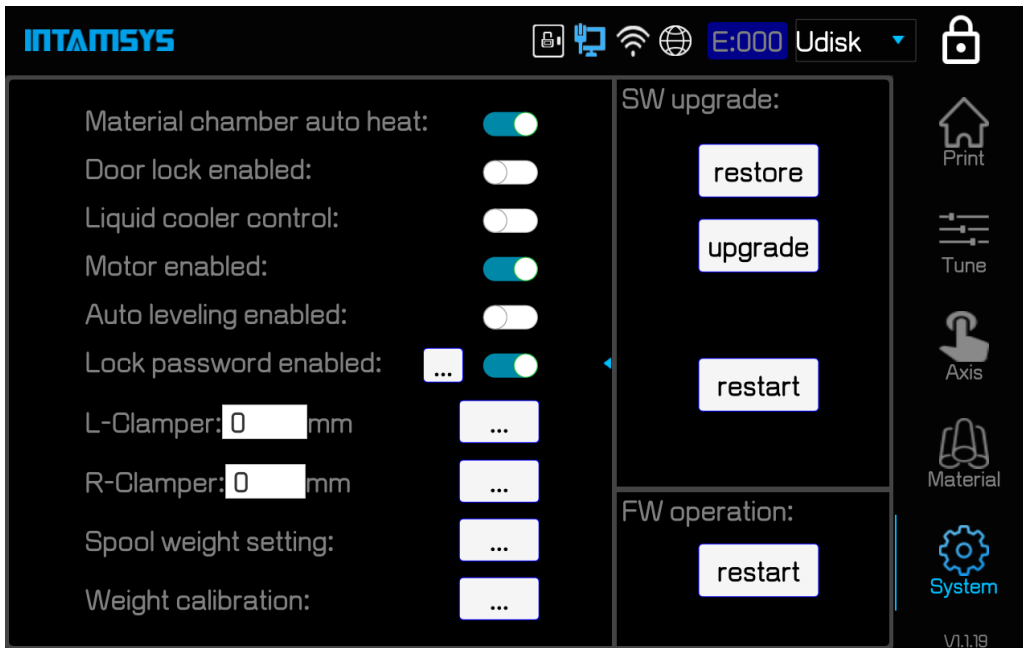 INTAMSYS
E:000 Udisk
Material chamber auto heat:
Door lock enabled:
Liquid cooler control:
Motor enabled:
Auto leveling enabled:
Lock password enabled: ...
L-Clamper: 0 mm ...
R-Clamper: 0 mm ...
Spool weight setting: ...
Weight calibration: ...
SW upgrade:
restore
upgrade
restart
FW operation:
restart
Print
Tune
Axis
Material
System
V1.1.19